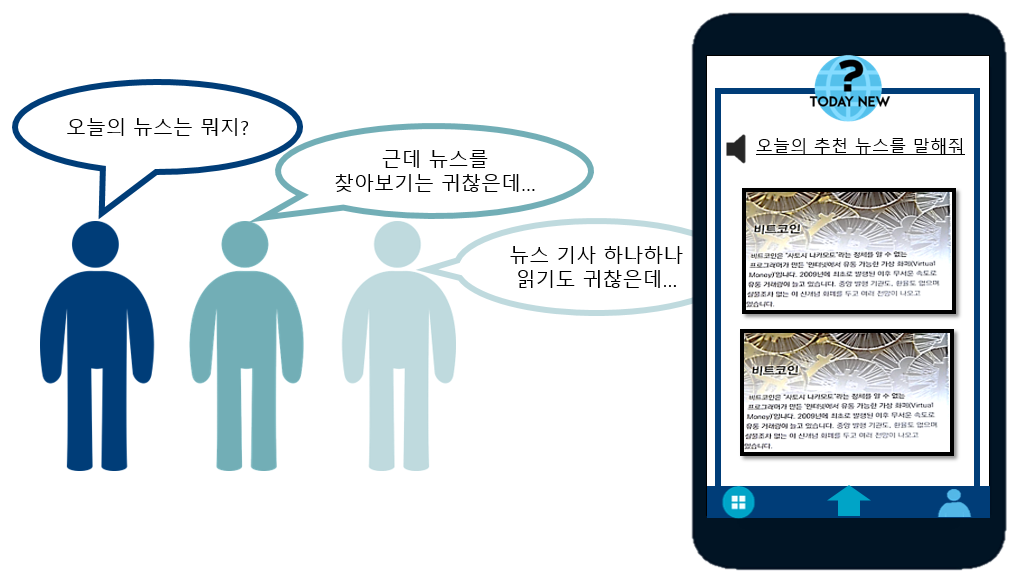 오늘의 뉴스는 뭐지?
근데 뉴스를
찾아보기는 귀찮은데...
뉴스 기사 하나하나
읽기도 귀찮은데...
?
TODAY NEW
오늘의 추천 뉴스를 말해줘
비트코인
비트코인은 "사토시 나카모토"라는 정체를 알 수 없는
프로그래머가 만든 '인터넷에서 유통 가능한 가상 화폐(Virtual
Money)'입니다. 2009년에 최초로 발행된 이후 무서운 속도로
유통 거래량이 늘고 있습니다. 중앙 발행 기관도, 환율도 없으며
실물조차 없는 이 신개념 화폐를 두고 여러 전망이 나오고
있습니다.
비트코인
비트코인은 "사토시 나카모토"라는 정체를 알 수 없는
프로그래머가 만든 '인터넷에서 유통 가능한 가상 화폐(Virtual
Money)'입니다. 2009년에 최초로 발행된 이후 무서운 속도로
유통 거래량이 늘고 있습니다. 중앙 발행 기관도, 환율도 없으며
실물조차 없는 이 신개념 화폐를 두고 여러 전망이 나오고
있습니다.